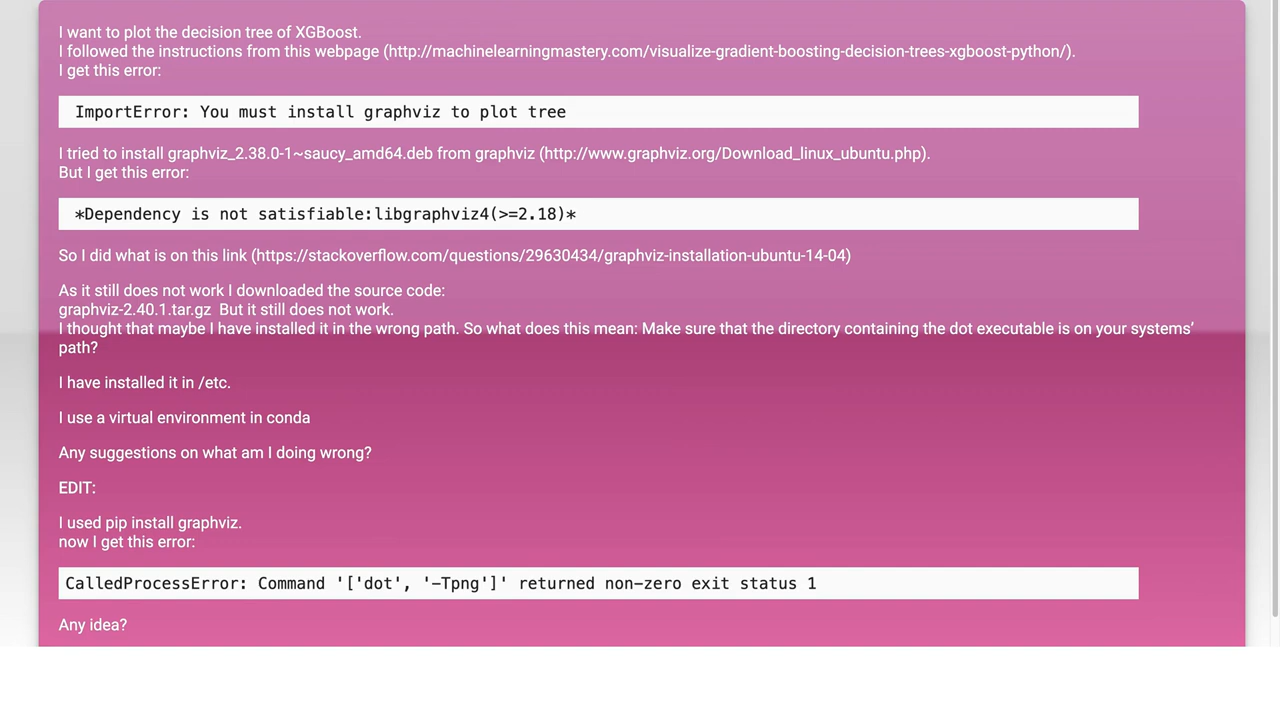 I want to plot the decision tree of XGBoost.
I followed the instructions from this webpage (http://machinelearningmastery.com/visualize-gradient-boosting-decision-trees-xgboost-python/).
I get this error:
ImportError: You must install graphviz to plot tree
I tried to install graphviz_2.38.0-1~saucy_amd64.deb from graphviz (http://www.graphviz.org/Download_linux_ubuntu.php).
But I get this error:
*Dependency is not satisfiable:libgraphviz4(>=2.18)*
So I did what is on this link (https://stackoverflow.com/questions/29630434/graphviz-installation-ubuntu-14-04)
As it still does not work I downloaded the source code:
graphviz-2.40.1.tar.gz  But it still does not work.
I thought that maybe I have installed it in the wrong path. So what does this mean: Make sure that the directory containing the dot executable is on your systems’
path?
I have installed it in /etc.
I use a virtual environment in conda
Any suggestions on what am I doing wrong?
EDIT:
I used pip install graphviz.
now I get this error:
CalledProcessError: Command '['dot', '-Tpng']' returned non-zero exit status 1
Any idea?